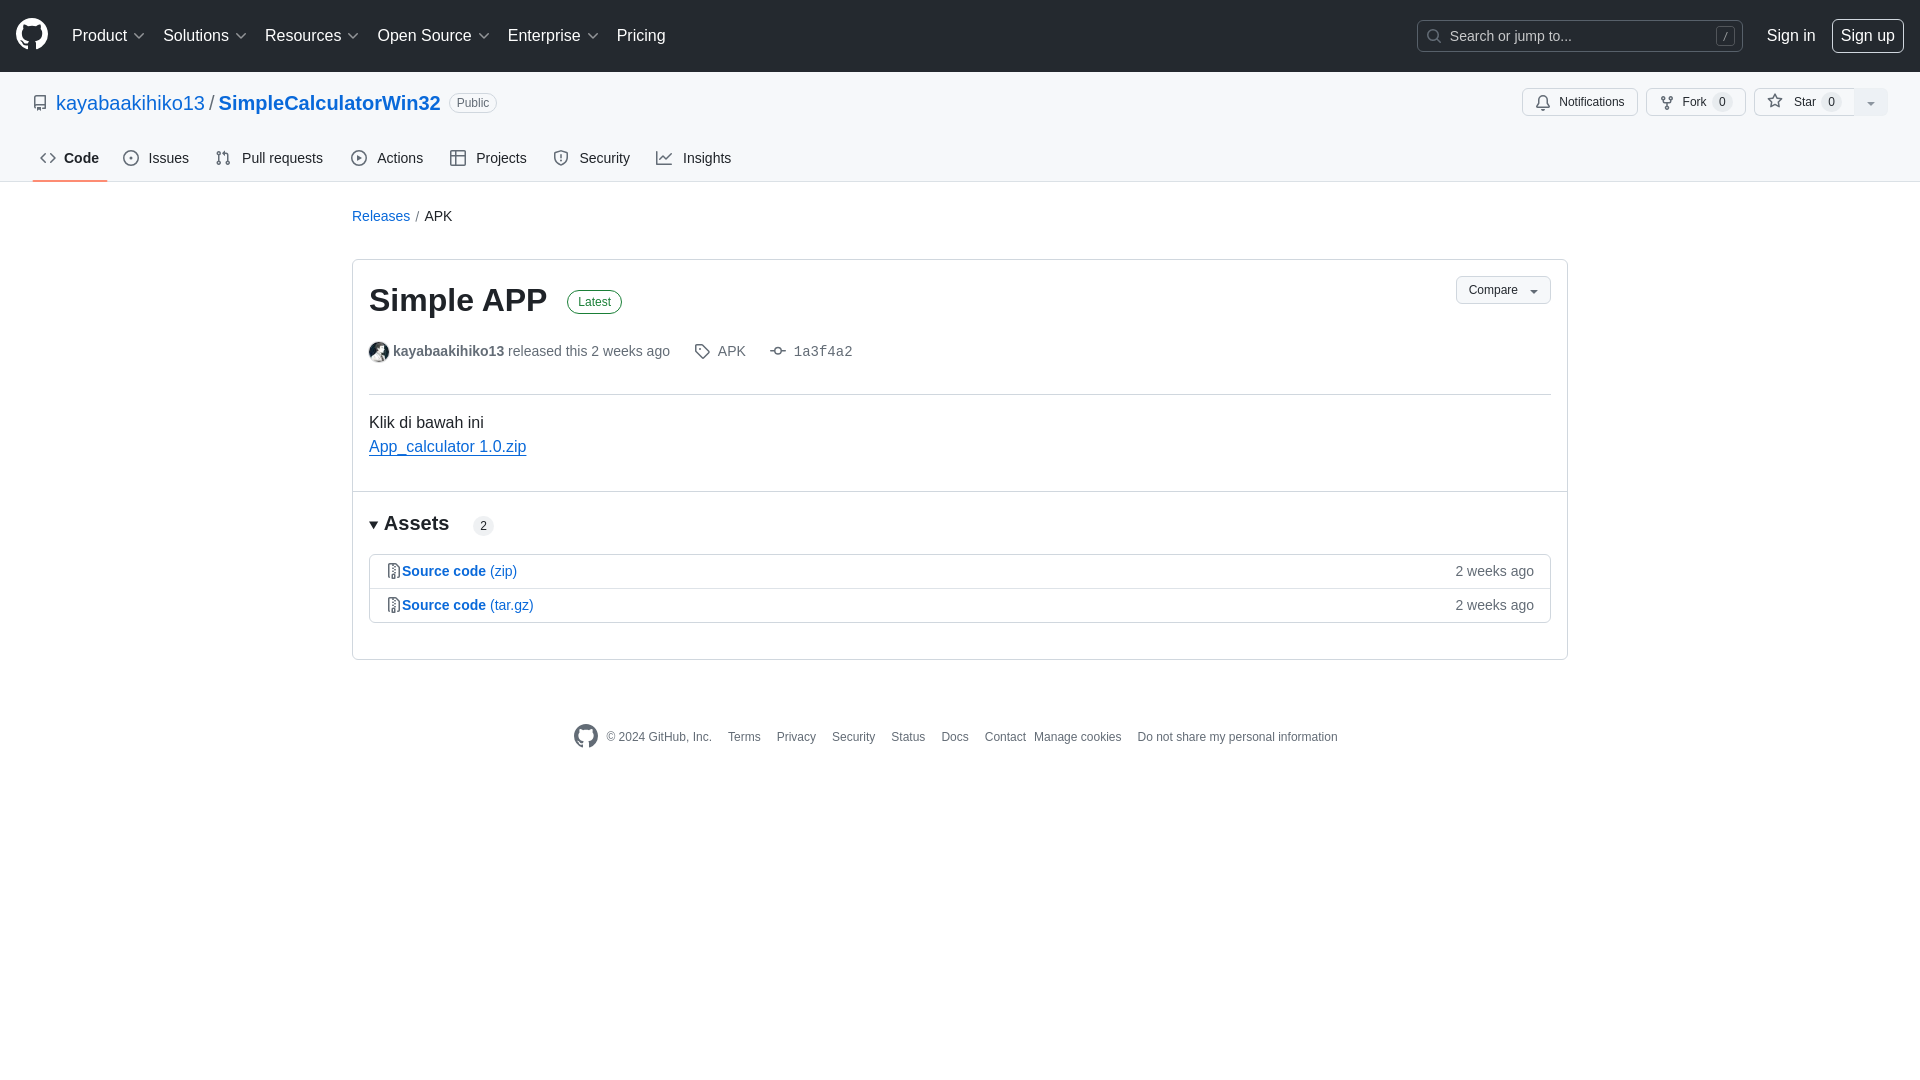 Product Solutions Resources Open Source Enterprise Pricing Search or jump to... / Sign in Sign up
kayabaakihiko13 / SimpleCalculatorWin32 Public Notifications Fork 0 Star 0
Code Issues Pull requests Actions Projects Security Insights
Releases / APK
Simple APP Latest Compare
kayabaakihiko13 released this 2 weeks ago APK 1a3f4a2
Klik di bawah ini
App_calculator 1.0.zip
Assets 2
Source code (zip) 2 weeks ago
Source code (tar.gz) 2 weeks ago
© 2024 GitHub, Inc. Terms Privacy Security Status Docs Contact Manage cookies Do not share my personal information